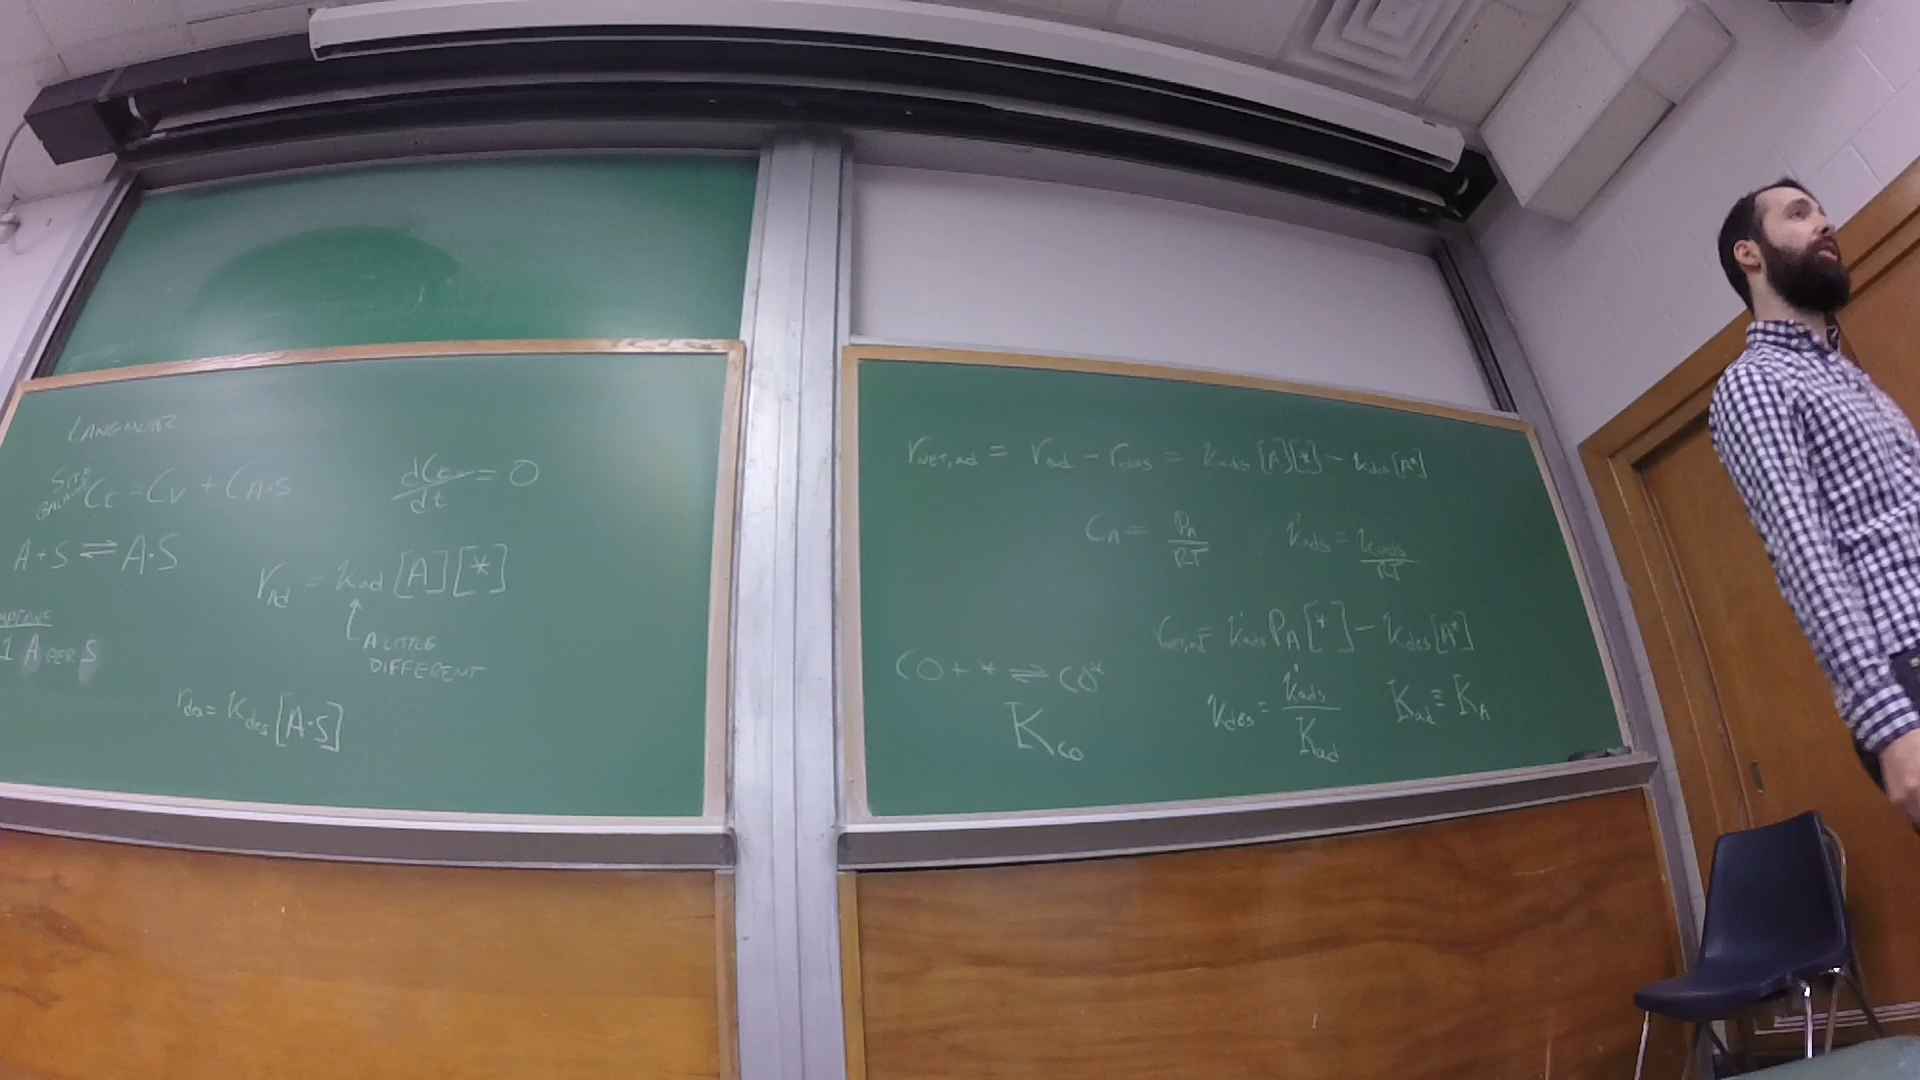 LANGMUIR
SITE BALANCE Ct = Cv + CA·S
dCt/dt = 0
A + S ⇌ A·S
rAd = kad [A][*]
A LITTLE
DIFFERENT
1 A PER S
rdes = kdes [A·S]
rNET,ad = rad - rdes = kads [A][*] - kdes[A*]
CA = PA/RT
k'ads = kads/RT
= k'ads PA [*] - kdes[A*]
CO + * ⇌ CO*
KCO
kdes = k'ads/Kad
Kad ≡ KA